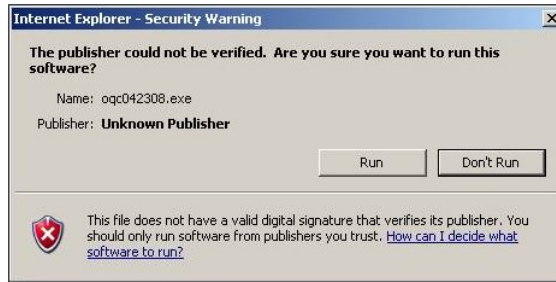 Internet Explorer - Security Warning
The publisher could not be verified.  Are you sure you want to run this
software?
Name: oqc042308.exe
Publisher: Unknown Publisher
Run Don't Run
This file does not have a valid digital signature that verifies its publisher. You
should only run software from publishers you trust. How can I decide what
software to run?